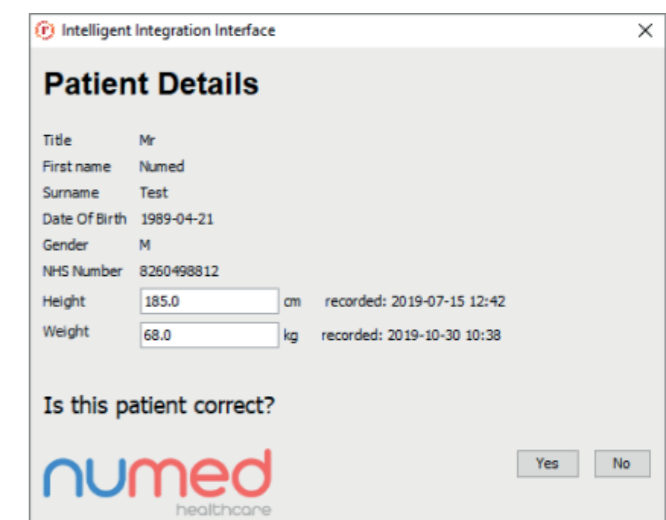 Intelligent Integration Interface
Patient Details
Title Mr
First name Numed
Surname Test
Date Of Birth 1989-04-21
Gender M
NHS Number 8260498812
Height 185.0 cm recorded: 2019-07-15 12:42
Weight 68.0 kg recorded: 2019-10-30 10:38
Is this patient correct?
numed
healthcare
Yes No